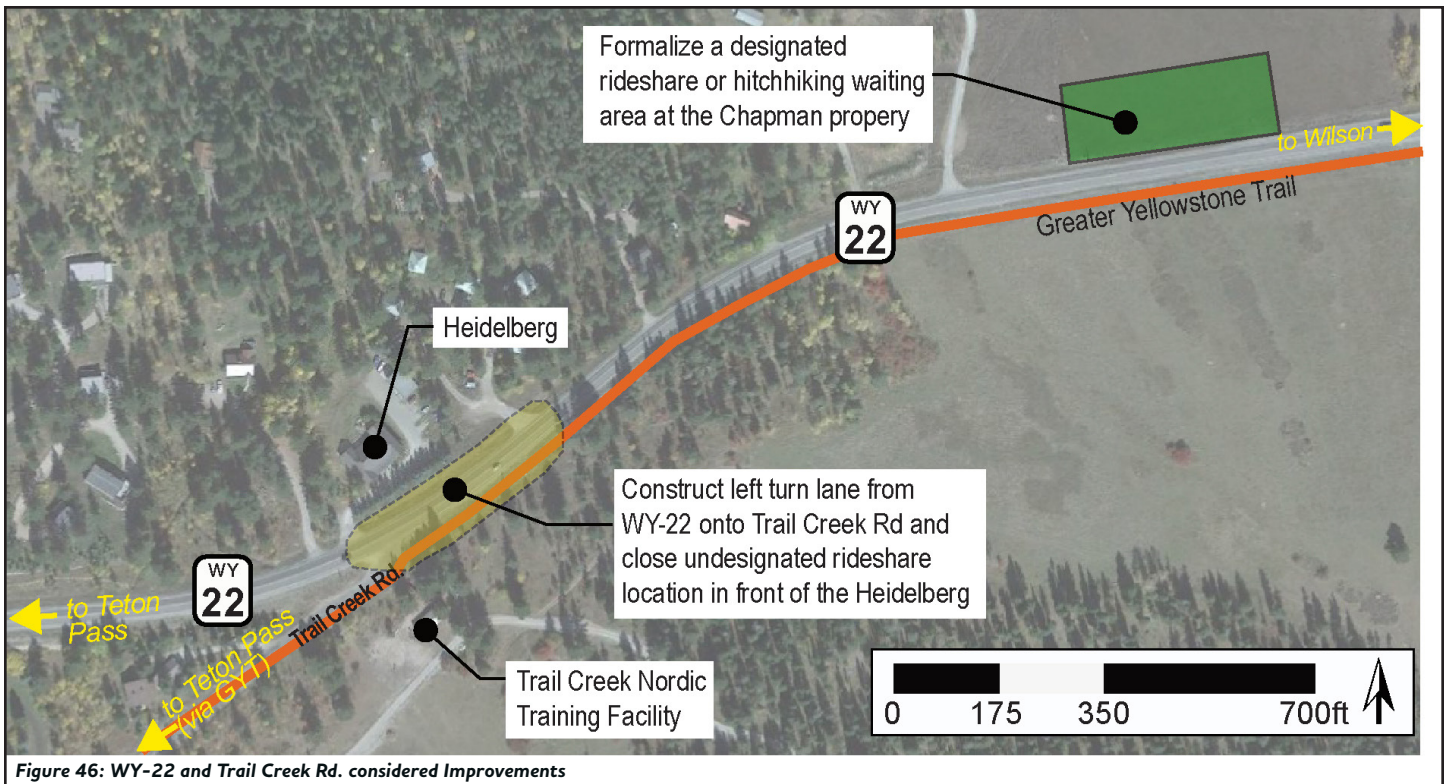 Formalize a designated
rideshare or hitchhiking waiting
area at the Chapman propery
to Wilson
WY
22
Greater Yellowstone Trail
Heidelberg
Construct left turn lane from
WY-22 onto Trail Creek Rd and
close undesignated rideshare
location in front of the Heidelberg
WY
22
to Teton
Pass
Trail Creek Rd.
to Teton Pass
(via GYT)
Trail Creek Nordic
Training Facility
0 175 350 700ft
Figure 46: WY-22 and Trail Creek Rd. considered Improvements